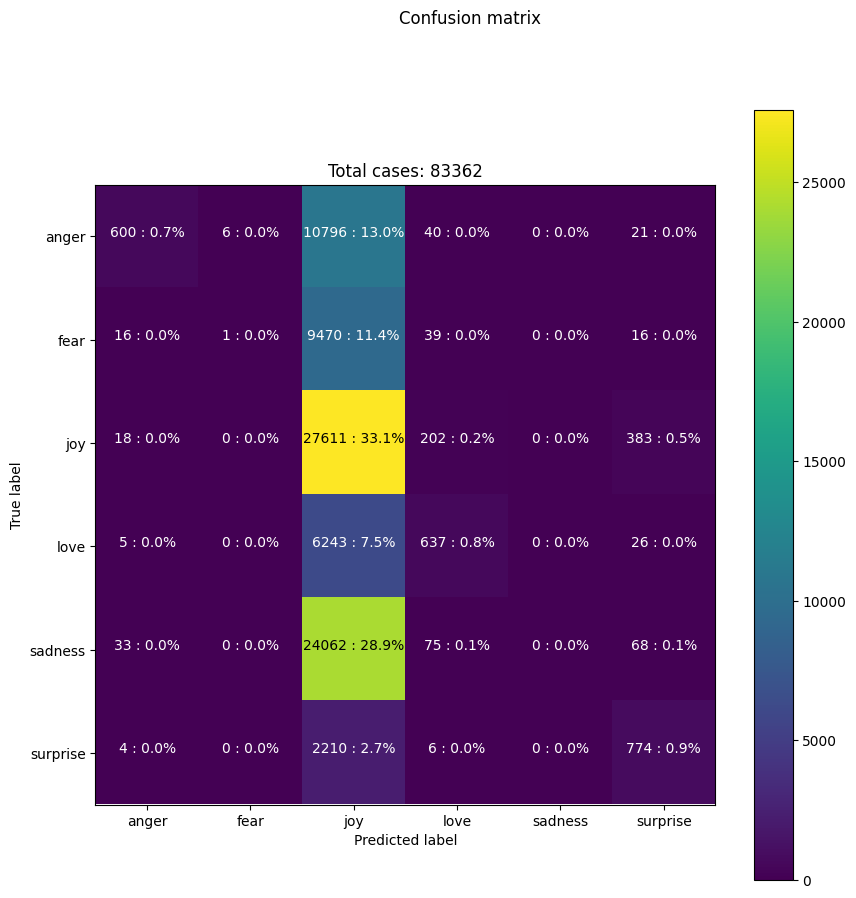 Confusion matrix
Total cases: 83362
True label
anger 600 : 0.7% 6 : 0.0% 10796 : 13.0% 40 : 0.0% 0 : 0.0% 21 : 0.0%
fear 16 : 0.0% 1 : 0.0% 9470 : 11.4% 39 : 0.0% 0 : 0.0% 16 : 0.0%
joy 18 : 0.0% 0 : 0.0% 27611 : 33.1% 202 : 0.2% 0 : 0.0% 383 : 0.5%
love 5 : 0.0% 0 : 0.0% 6243 : 7.5% 637 : 0.8% 0 : 0.0% 26 : 0.0%
sadness 33 : 0.0% 0 : 0.0% 24062 : 28.9% 75 : 0.1% 0 : 0.0% 68 : 0.1%
surprise 4 : 0.0% 0 : 0.0% 2210 : 2.7% 6 : 0.0% 0 : 0.0% 774 : 0.9%
anger fear joy love sadness surprise
Predicted label
25000
20000
15000
10000
5000
0